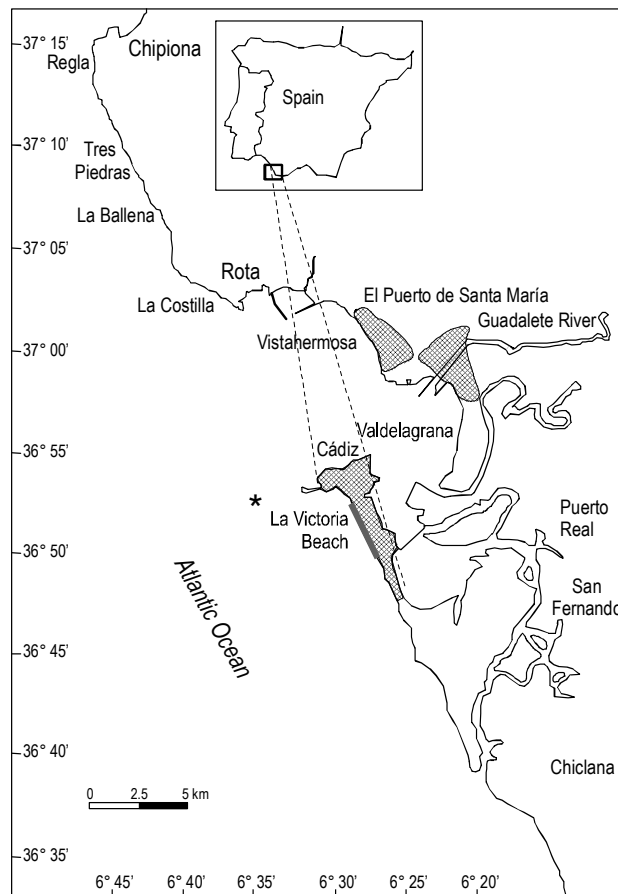 37° 15'
Chipiona
Regla
Spain
37° 10'
Tres
Piedras
La Ballena
37° 05'
Rota
La Costilla
El Puerto de Santa María
Guadalete River
Vistahermosa
37° 00'
36° 55'
Valdelagrana
Cádiz
*
La Victoria
Beach
Puerto
Real
36° 50'
Atlantic Ocean
San
Fernando
36° 45'
36° 40'
Chiclana
0 2.5 5 km
36° 35'
6° 45' 6° 40' 6° 35' 6° 30' 6° 25' 6° 20'